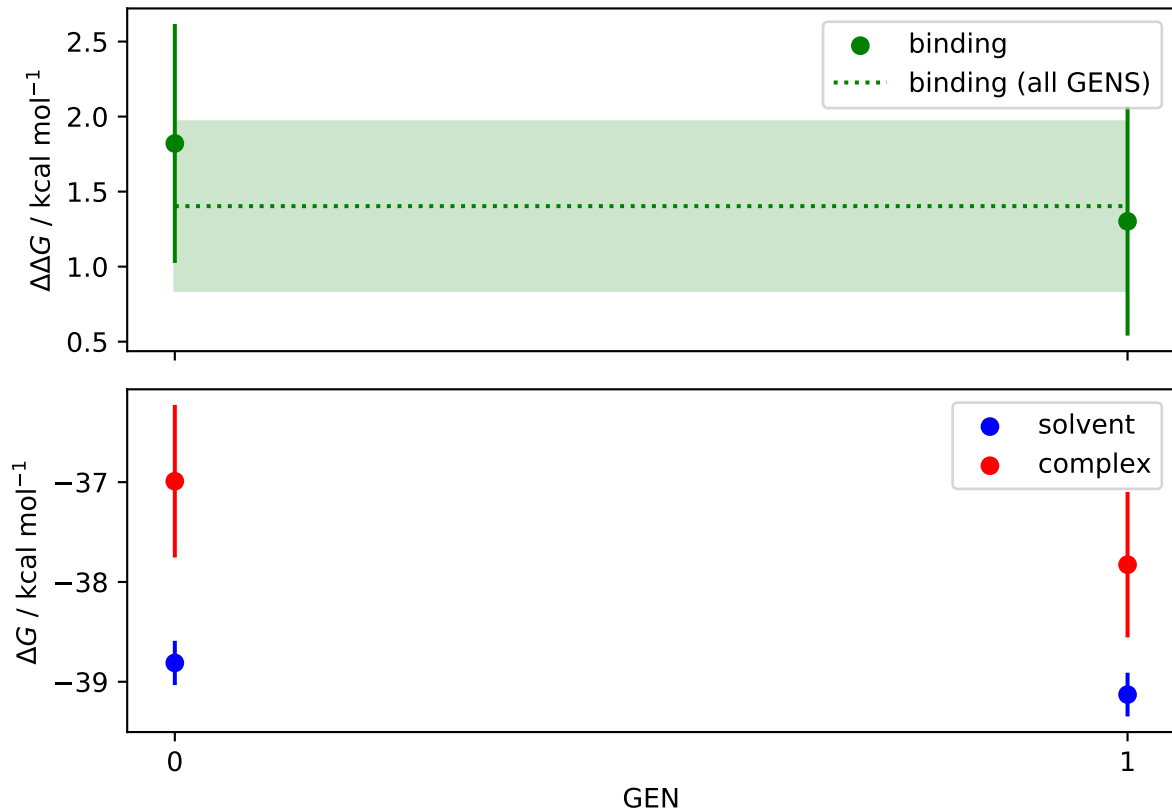 2.5
2.0
1.5
1.0
0.5
ΔΔG / kcal mol⁻¹
binding
binding (all GENS)
−37
−38
−39
ΔG / kcal mol⁻¹
solvent
complex
0 1
GEN